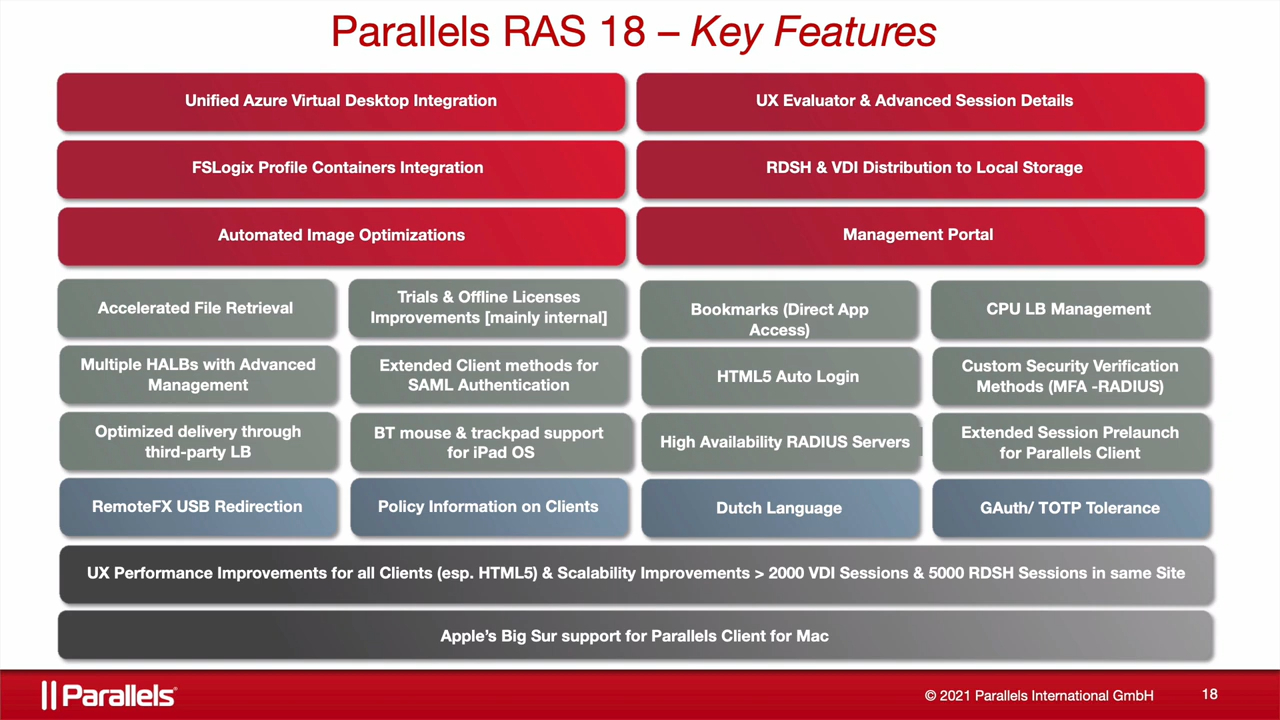 Parallels RAS 18 – Key Features
Unified Azure Virtual Desktop Integration
UX Evaluator & Advanced Session Details
FSLogix Profile Containers Integration
RDSH & VDI Distribution to Local Storage
Automated Image Optimizations
Management Portal
Accelerated File Retrieval
Trials & Offline Licenses
Improvements [mainly internal]
Bookmarks (Direct App
Access)
CPU LB Management
Multiple HALBs with Advanced
Management
Extended Client methods for
SAML Authentication
HTML5 Auto Login
Custom Security Verification
Methods (MFA -RADIUS)
Optimized delivery through
third-party LB
BT mouse & trackpad support
for iPad OS
High Availability RADIUS Servers
Extended Session Prelaunch
for Parallels Client
RemoteFX USB Redirection
Policy Information on Clients
Dutch Language
GAuth/ TOTP Tolerance
UX Performance Improvements for all Clients (esp. HTML5) & Scalability Improvements > 2000 VDI Sessions & 5000 RDSH Sessions in same Site
Apple's Big Sur support for Parallels Client for Mac
Parallels®
© 2021 Parallels International GmbH
18